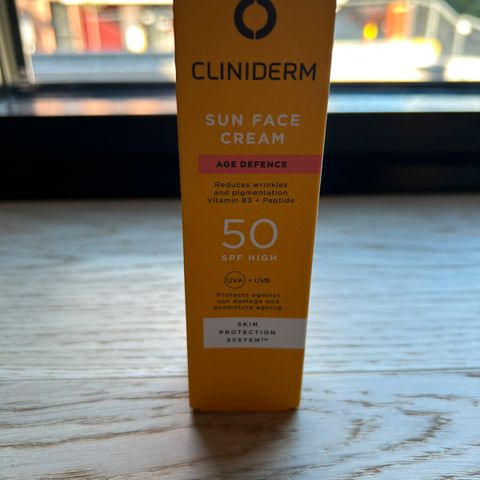 CLINIDERM
SUN FACE
CREAM
AGE DEFENCE
Reduces wrinkles
and pigmentation
Vitamin B3 + Peptide
50
SPF HIGH
UVA + UVB
Protects against
sun damage and
premature ageing.
SKIN
PROTECTION
SYSTEM™